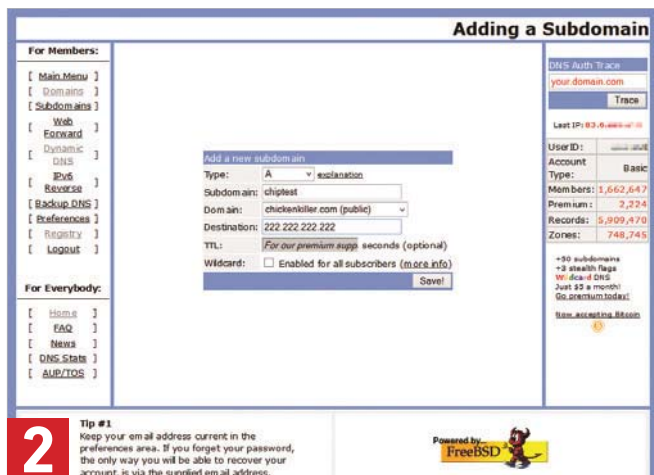 Adding a Subdomain
For Members:
[ Main Menu ]
[ Domains ]
[ Subdomains ]
[ Web Forward ]
[ Dynamic DNS ]
[ IPv6 Reverse ]
[ Backup DNS ]
[ Preferences ]
[ Registry ]
[ Logout ]
For Everybody:
[ Home ]
[ FAQ ]
[ News ]
[ DNS Stats ]
[ AUP/TOS ]
Add a new subdomain
Type: A explanation
Subdomain: chiptest
Domain: chickenkiller.com (public)
Destination: 222.222.222.222
TTL: For our premium supp seconds (optional)
Wildcard: Enabled for all subscribers (more info)
Save!
DNS Auth Trace
your.domain.com
Trace
Last IP: 83.6.
UserID:
Account Type: Basic
Members: 1,662,647
Premium: 2,224
Records: 5,909,470
Zones: 748,745
+50 subdomains
+3 stealth flags
Wildcard DNS
Just $5 a month!
Go premium today!
Now accepting Bitcoin
2
Tip #1
Keep your email address current in the
preferences area. If you forget your password,
the only way you will be able to recover your
account, is via the supplied email address.
Powered by...
FreeBSD